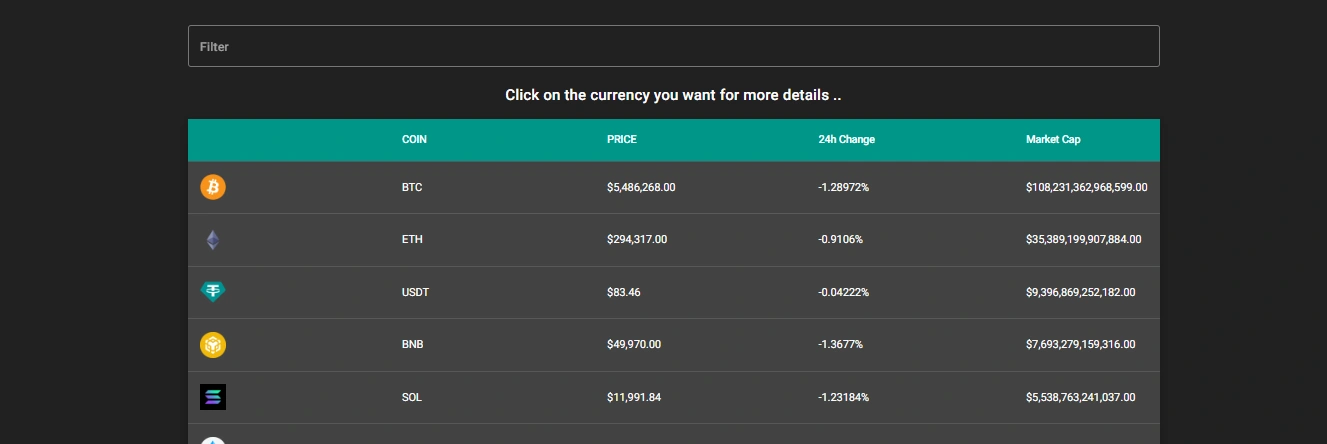 Filter
Click on the currency you want for more details ..
COIN PRICE 24h Change Market Cap
BTC $5,486,268.00 -1.28972% $108,231,362,968,599.00
ETH $294,317.00 -0.9106% $35,389,199,907,884.00
USDT $83.46 -0.04222% $9,396,869,252,182.00
BNB $49,970.00 -1.3677% $7,693,279,159,316.00
SOL $11,991.84 -1.23184% $5,538,763,241,037.00